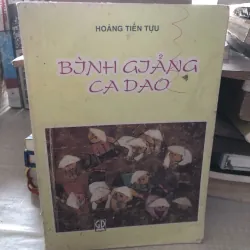 HOÀNG TIẾN TỰU
BÌNH GIẢNG
CA DAO